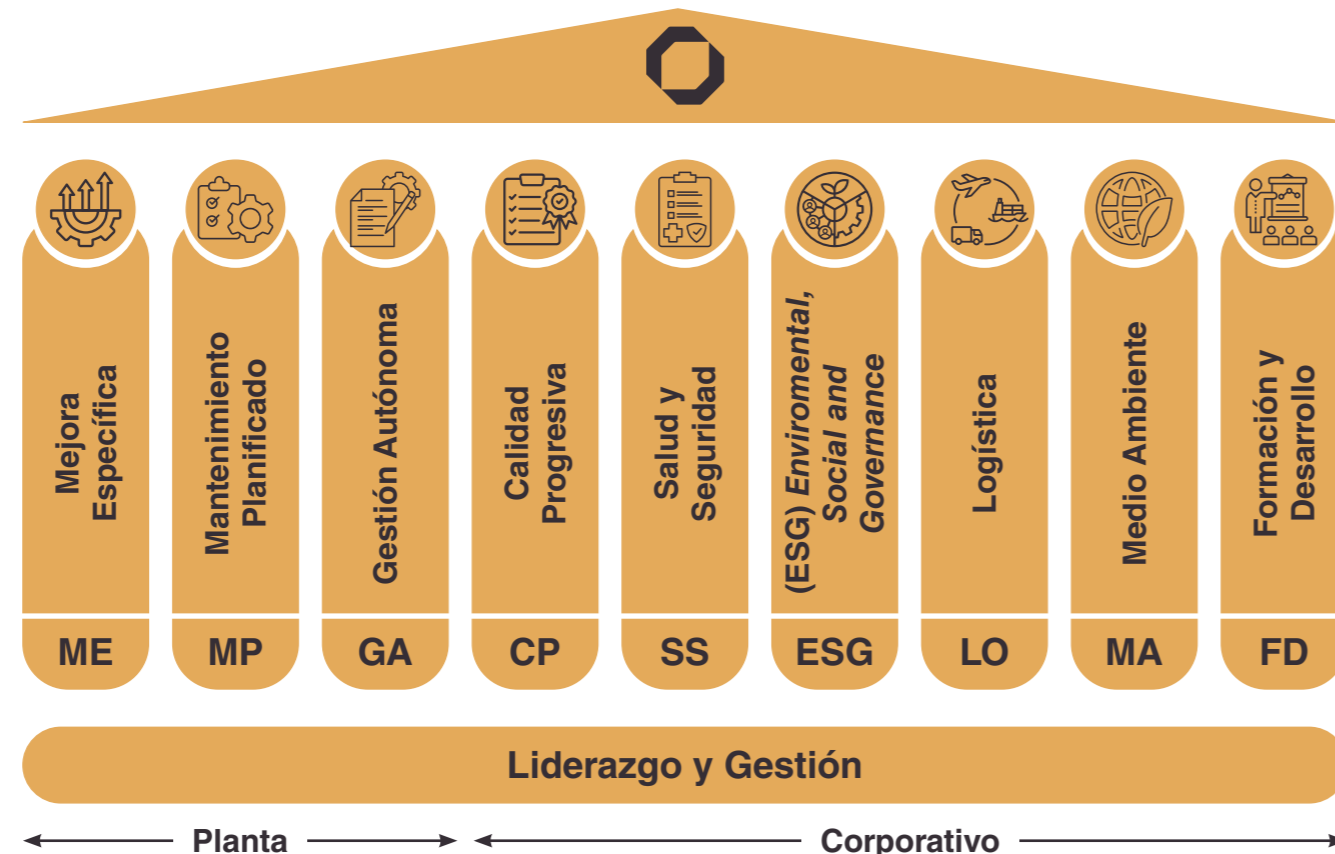 Mejora
Específica
Mantenimiento
Planificado
Gestión Autónoma
Calidad
Progresiva
Salud y
Seguridad
(ESG) Enviromental,
Social and
Governance
Logística
Medio Ambiente
Formación y
Desarrollo
ME
MP
GA
CP
SS
ESG
LO
MA
FD
Liderazgo y Gestión
Planta
Corporativo